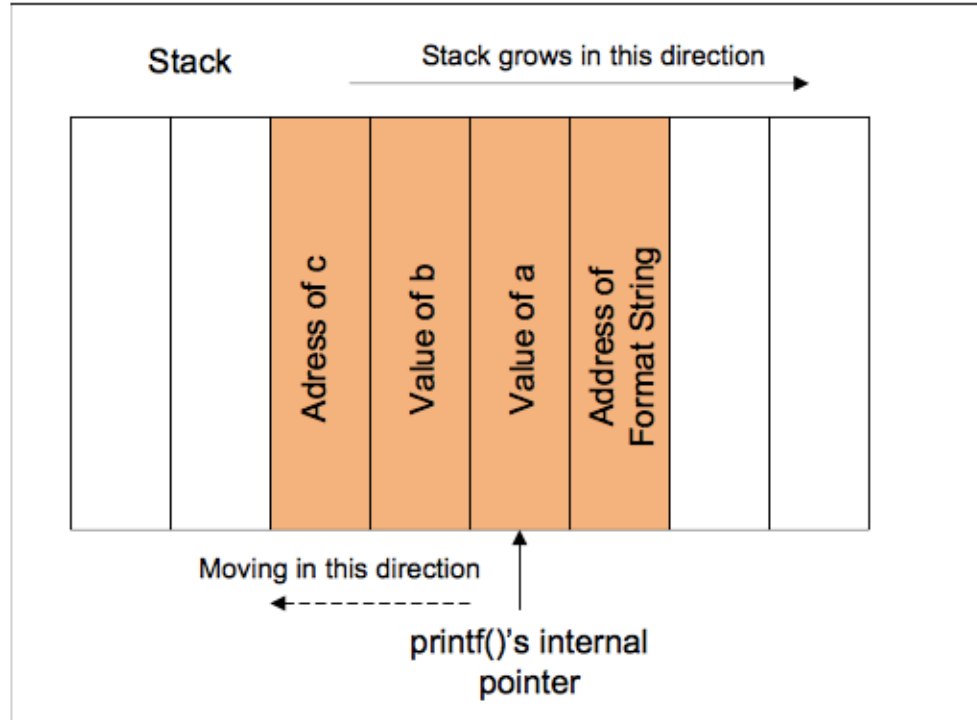 Stack
Stack grows in this direction
Adress of c
Value of b
Value of a
Address of
Format String
Moving in this direction
printf()'s internal
pointer